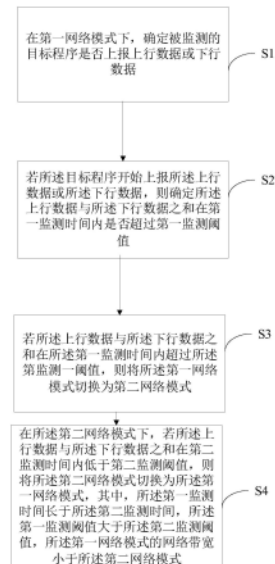 在第一网络模式下，确定被监测的
目标程序是否上报上行数据或下行
数据
S1
若所述目标程序开始上报所述上行
数据或所述下行数据，则确定所述
上行数据与所述下行数据之和在第
一监测时间内是否超过第一监测阈
值
S2
若所述上行数据与所述下行数据之
和在所述第一监测时间内超过所述
第监测一阈值，则将所述第一网络
模式切换为第二网络模式
S3
在所述第二网络模式下，若所述上
行数据与所述下行数据之和在第二
监测时间内低于第二监测阈值，则
将所述第二网络模式切换为所述第
一网络模式，其中，所述第一监测
时间长于所述第二监测时间，所述
第一监测阈值大于所述第二监测阈
值，所述第一网络模式的网络带宽
小于所述第二网络模式
S4